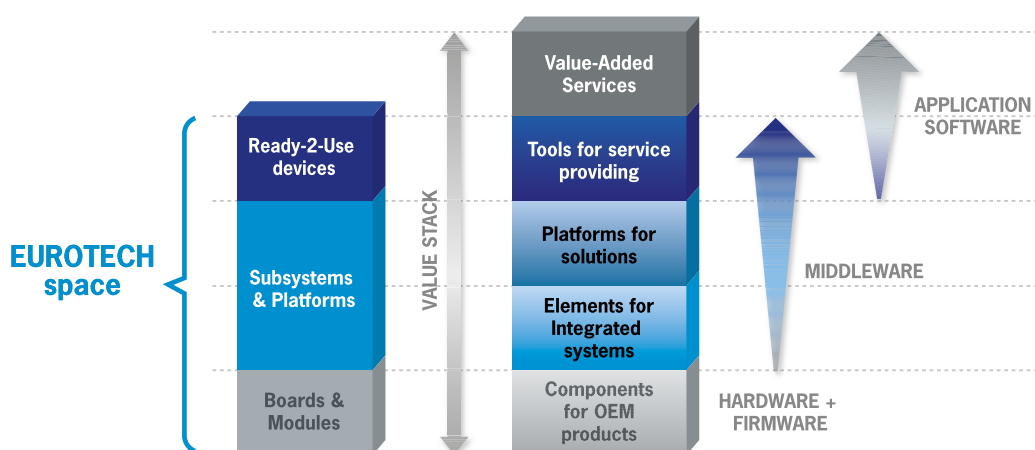 EUROTECH
space
Ready-2-Use
devices
Subsystems
& Platforms
Boards &
Modules
VALUE STACK
Value-Added
Services
Tools for service
providing
Platforms for
solutions
Elements for
Integrated
systems
Components
for OEM
products
APPLICATION
SOFTWARE
MIDDLEWARE
HARDWARE +
FIRMWARE